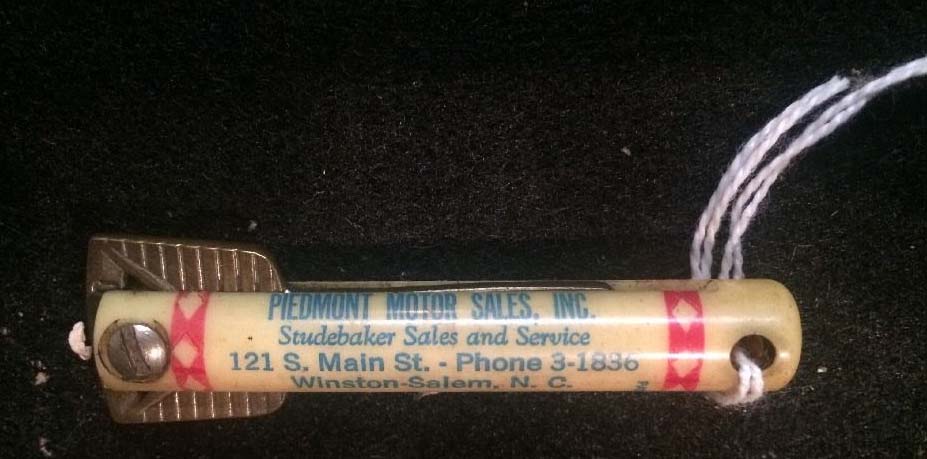 PIEDMONT MOTOR SALES, INC.
Studebaker Sales and Service
121 S. Main St. - Phone 3-1836
Winston-Salem, N. C.